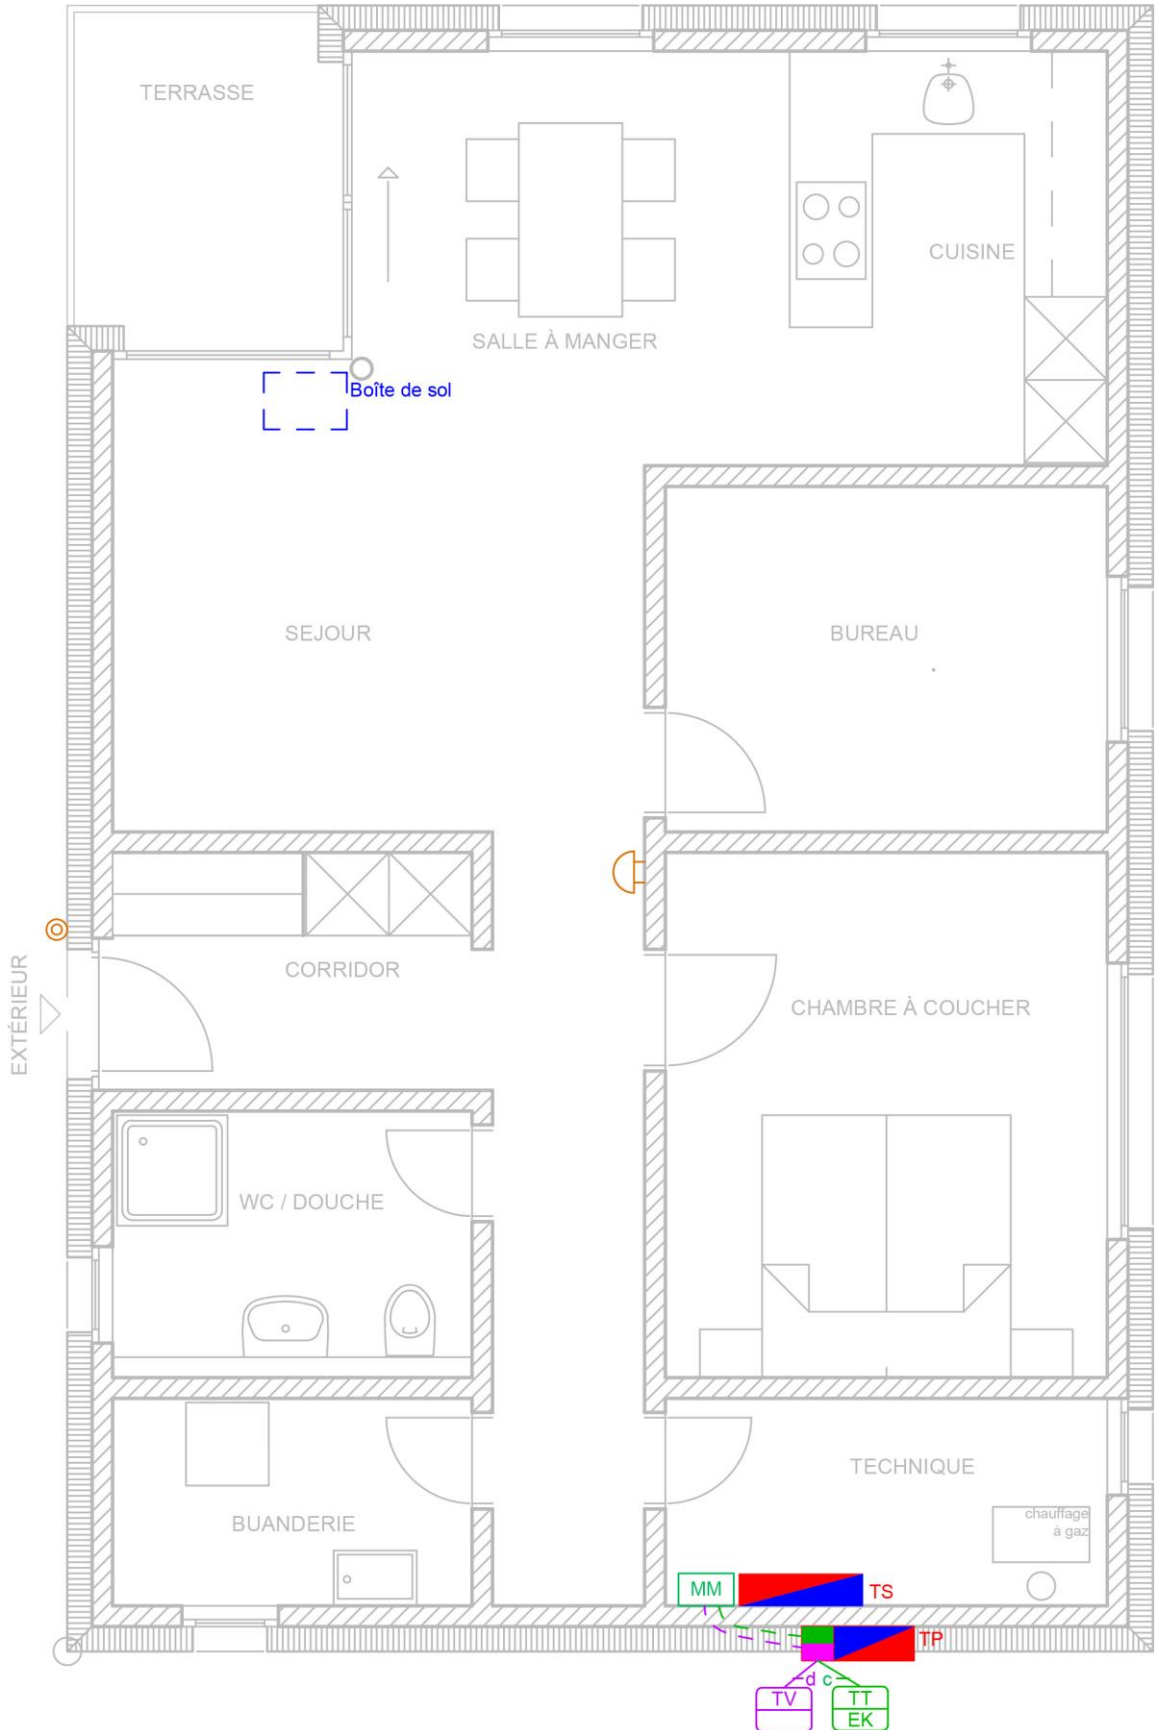 TERRASSE
CUISINE
SALLE À MANGER
Boîte de sol
SEJOUR
BUREAU
EXTÉRIEUR
CORRIDOR
CHAMBRE À COUCHER
WC / DOUCHE
TECHNIQUE
BUANDERIE
chauffage
à gaz
MM
TS
TP
d c
TV
TT
EK